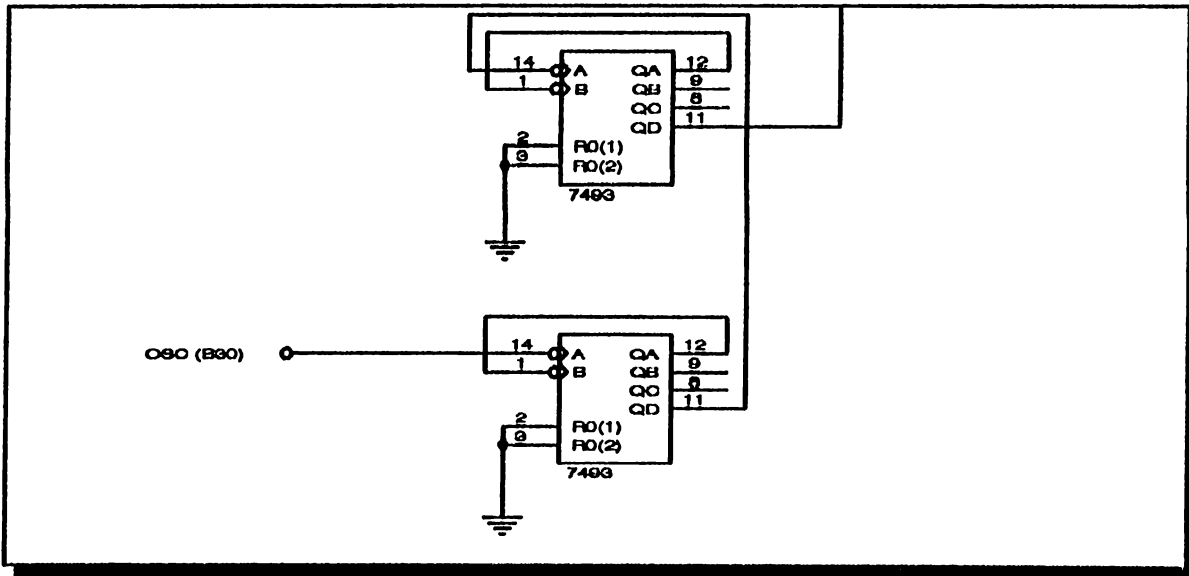 14 A QA 12
1 B QB 9
QC 8
QD 11
2 R0(1)
3 R0(2)
7493
OSC (B30)
14 A QA 12
1 B QB 9
QC 8
QD 11
2 R0(1)
3 R0(2)
7493